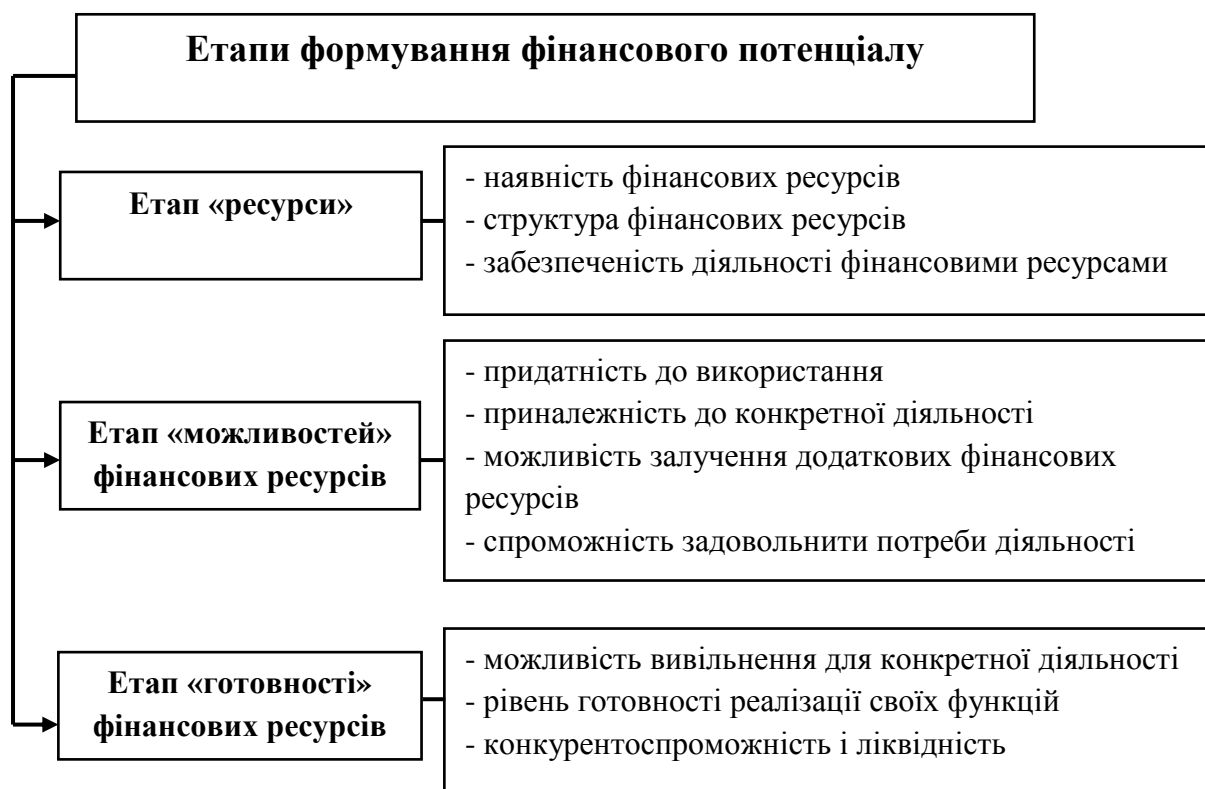 Етапи формування фінансового потенціалу
Етап «ресурси»
- наявність фінансових ресурсів
- структура фінансових ресурсів
- забезпеченість діяльності фінансовими ресурсами
Етап «можливостей»
фінансових ресурсів
- придатність до використання
- приналежність до конкретної діяльності
- можливість залучення додаткових фінансових
ресурсів
- спроможність задовольнити потреби діяльності
Етап «готовності»
фінансових ресурсів
- можливість вивільнення для конкретної діяльності
- рівень готовності реалізації своїх функцій
- конкурентоспроможність і ліквідність